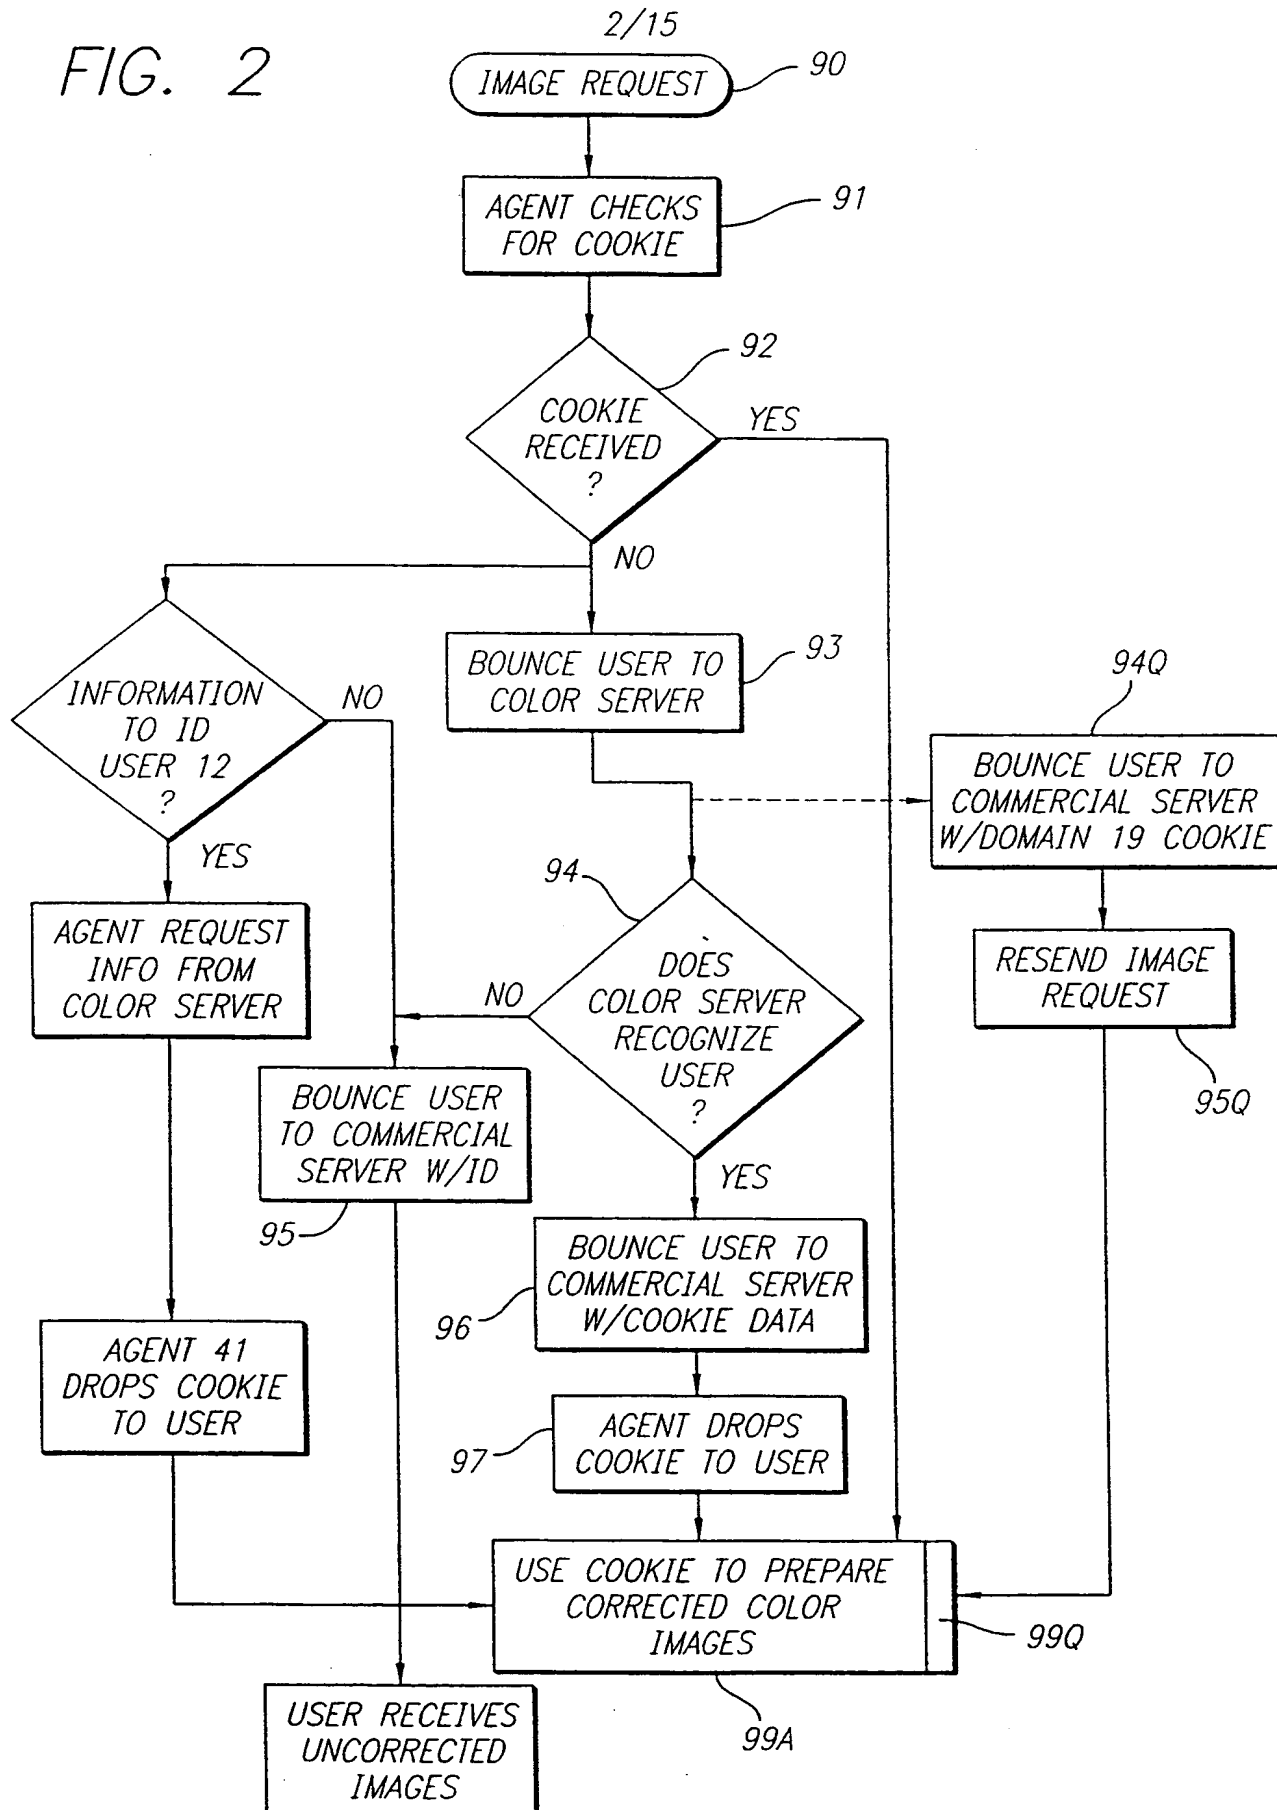 2/15
FIG. 2
IMAGE REQUEST
90
AGENT CHECKS
FOR COOKIE
91
92
COOKIE
RECEIVED
?
YES
NO
INFORMATION
TO ID
USER 12
?
NO
YES
BOUNCE USER TO
COLOR SERVER
93
94Q
BOUNCE USER TO
COMMERCIAL SERVER
W/DOMAIN 19 COOKIE
AGENT REQUEST
INFO FROM
COLOR SERVER
94
DOES
COLOR SERVER
RECOGNIZE
USER
?
NO
YES
RESEND IMAGE
REQUEST
95Q
BOUNCE USER
TO COMMERCIAL
SERVER W/ID
95
BOUNCE USER TO
COMMERCIAL SERVER
W/COOKIE DATA
96
AGENT 41
DROPS COOKIE
TO USER
AGENT DROPS
COOKIE TO USER
97
USE COOKIE TO PREPARE
CORRECTED COLOR
IMAGES
99Q
99A
USER RECEIVES
UNCORRECTED
IMAGES